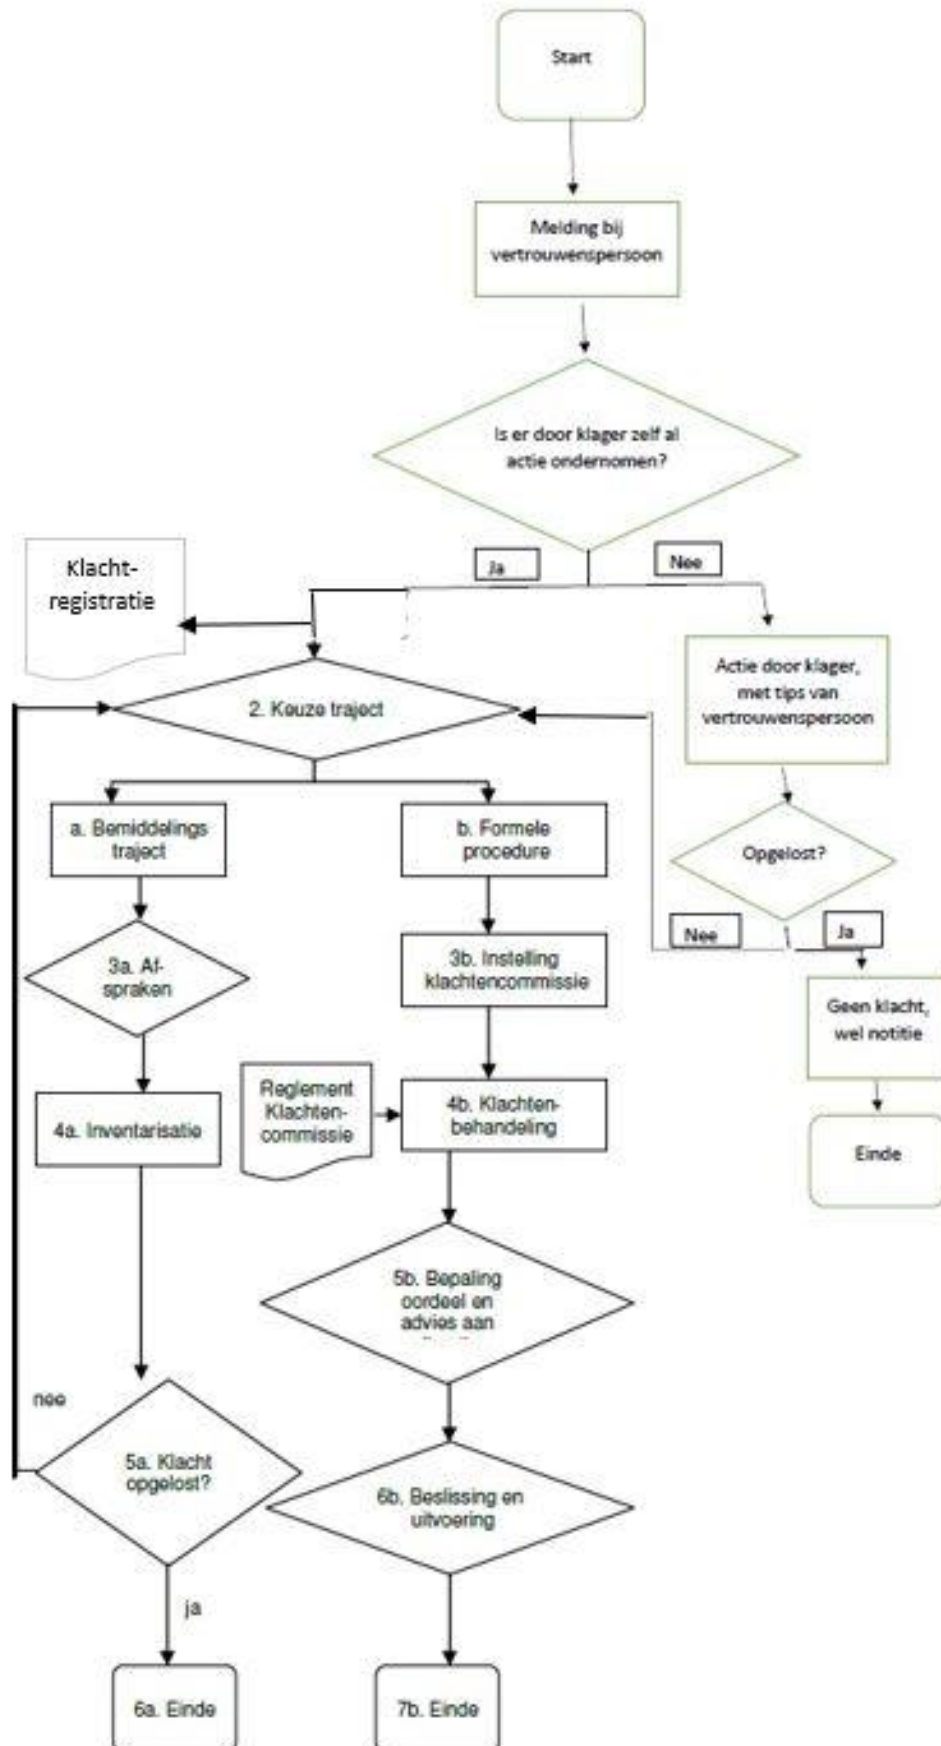 Start
Melding bij
vertrouwenspersoon
Is er door klager zelf al
actie ondernomen?
Ja
Nee
Klacht-
registratie
Actie door klager,
met tips van
vertrouwenspersoon
2. Keuze traject
a. Bemiddelings
traject
b. Formele
procedure
Opgelost?
Nee
Ja
3a. Af-
spraken
3b. Instelling
klachtencommissie
Geen klacht,
wel notitie
Reglement
Klachten-
commissie
4a. Inventarisatie
4b. Klachten-
behandeling
Einde
5b. Bepaling
oordeel en
advies aan
nee
5a. Klacht
opgelost?
6b. Beslissing en
uitvoering
ja
6a. Einde
7b. Einde